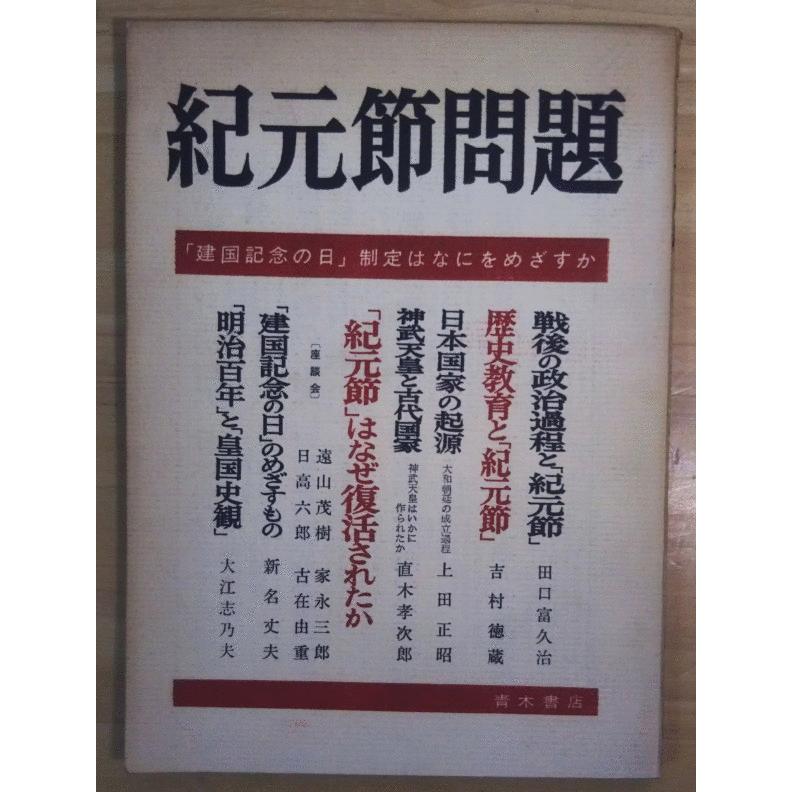 紀元節問題
「建国記念の日」制定はなにをめざすか
戦後の政治過程と「紀元節」 田口富久治
歴史教育と「紀元節」 吉村徳蔵
日本国家の起源 大和朝廷の成立過程 上田正昭
神武天皇と古代国家 神武天皇はいかに
作られたか 直木孝次郎
「紀元節」はなぜ復活されたか
〔座談会〕 遠山茂樹 家永三郎
日高六郎 古在由重
「建国記念の日」のめざすもの 新名丈夫
「明治百年」と「皇国史観」 大江志乃夫
青木書店